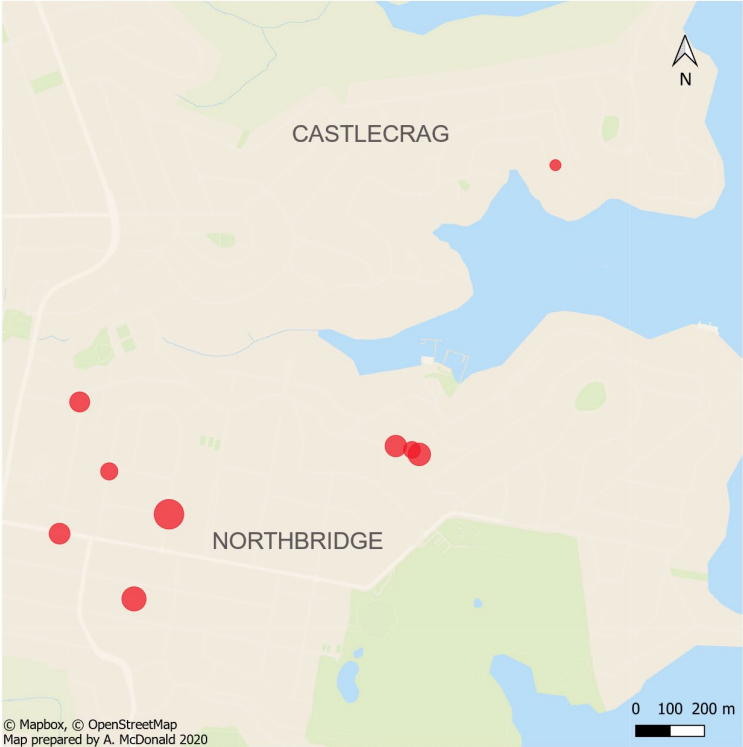 N
CASTLECRAG
NORTHBRIDGE
0 100 200 m
© Mapbox, © OpenStreetMap
Map prepared by A. McDonald 2020